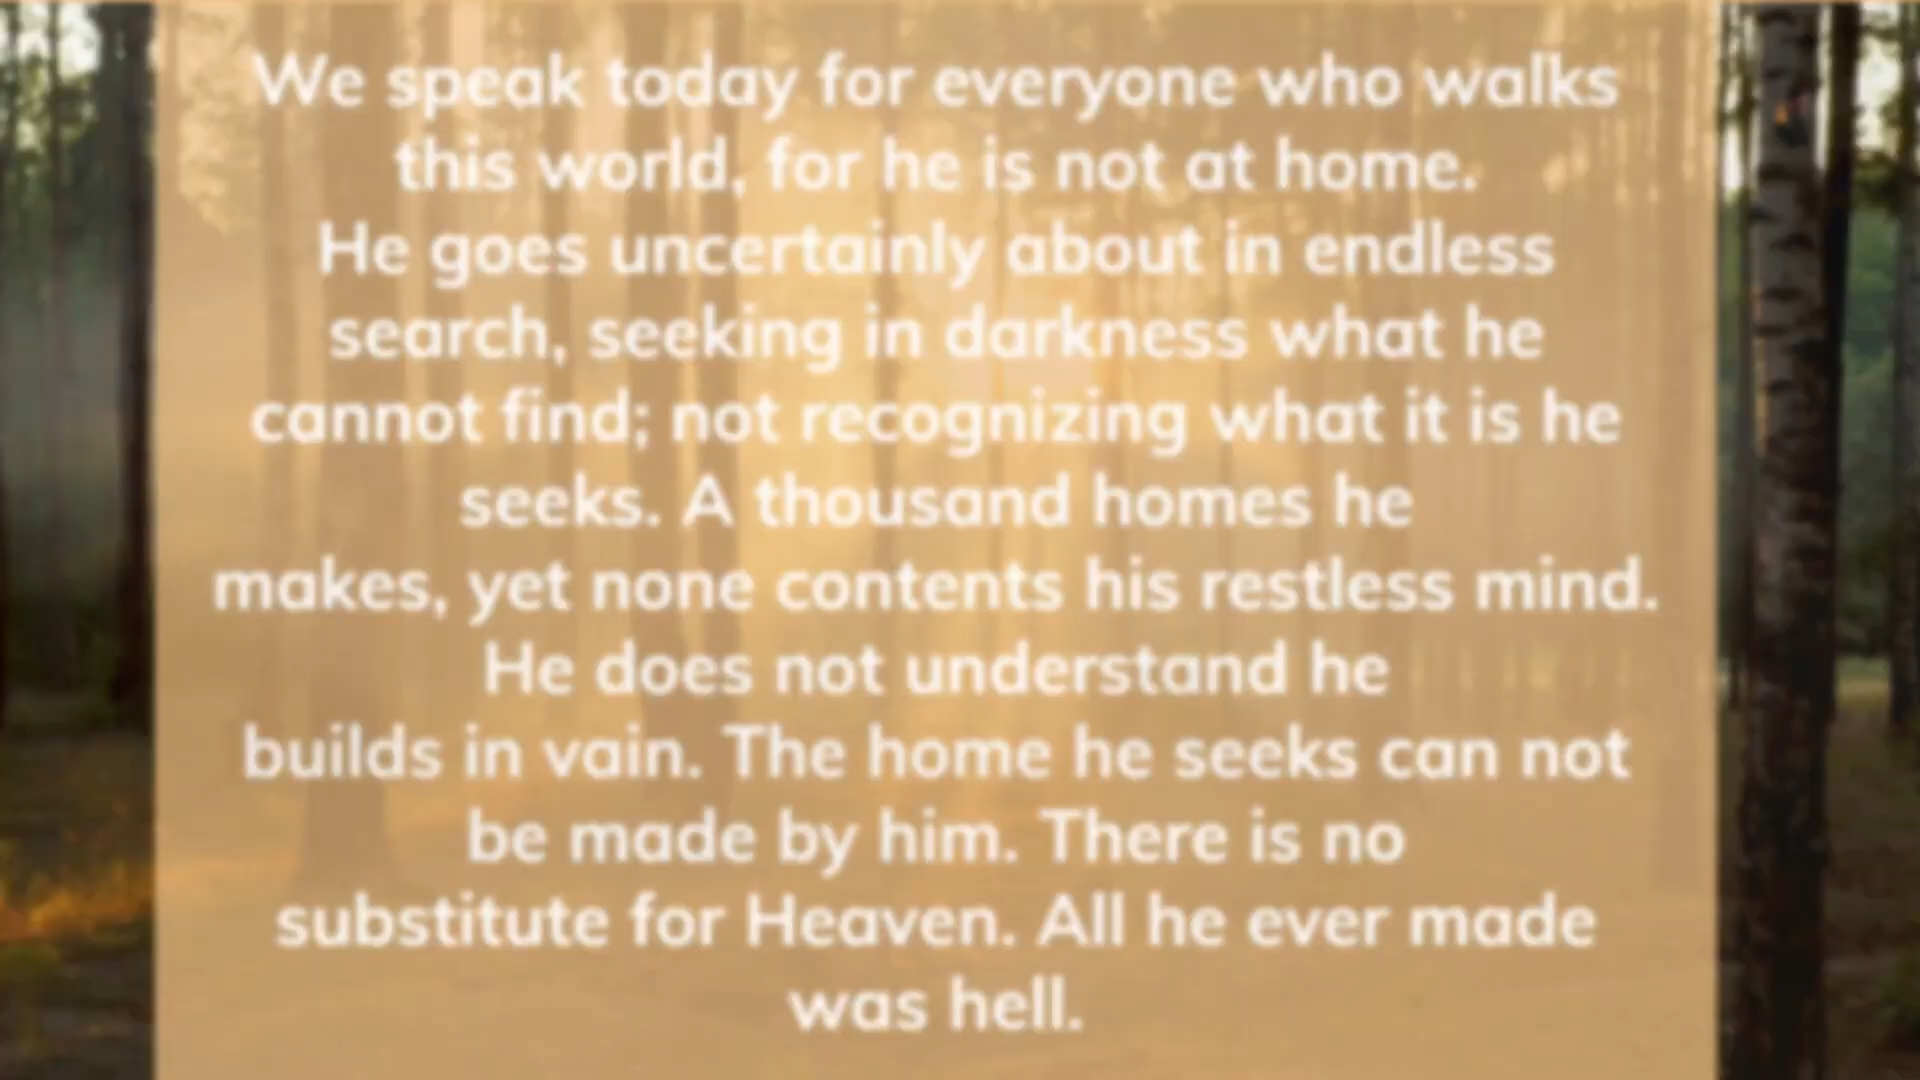 We speak today for everyone who walks
this world, for he is not at home.
He goes uncertainly about in endless
search, seeking in darkness what he
cannot find; not recognizing what it is he
seeks. A thousand homes he
makes, yet none contents his restless mind.
He does not understand he
builds in vain. The home he seeks can not
be made by him. There is no
substitute for Heaven. All he ever made
was hell.